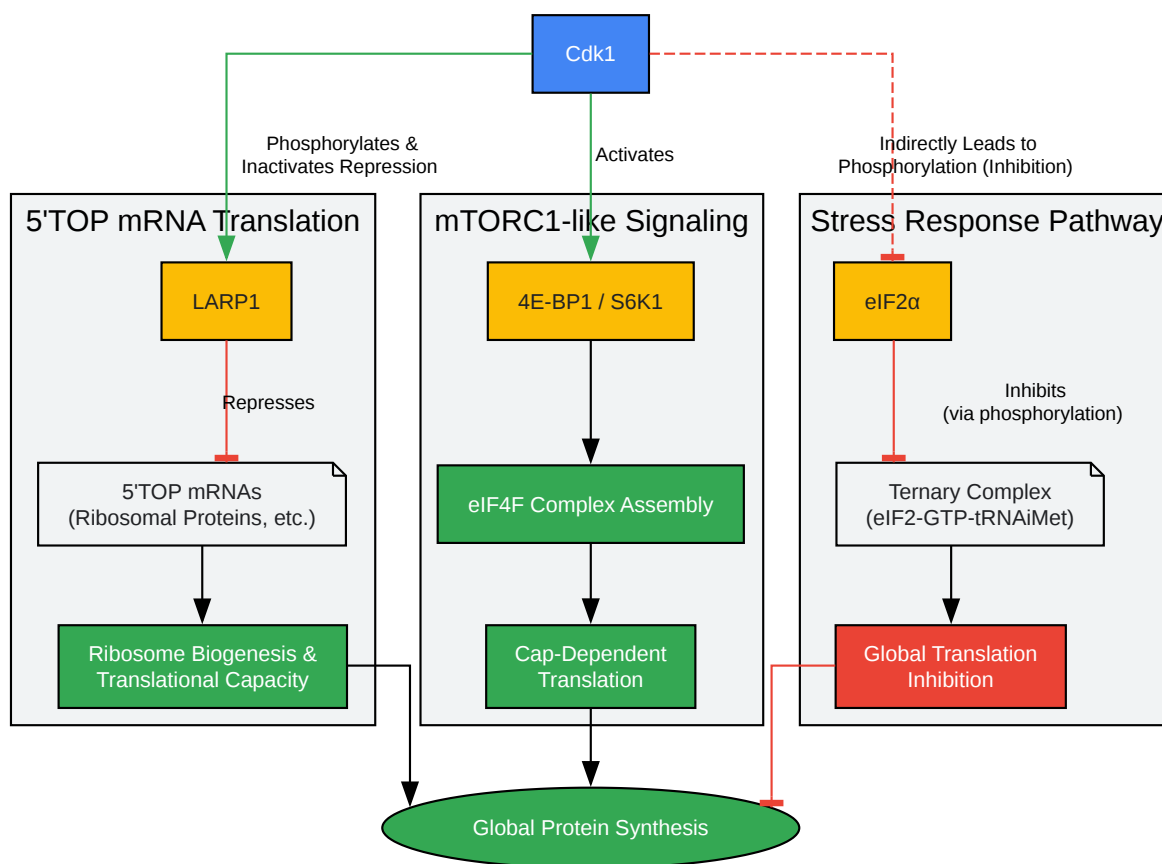 Cdk1
Phosphorylates &
Inactivates Repression
Activates
Indirectly Leads to
Phosphorylation (Inhibition)
5'TOP mRNA Translation
mTORC1-like Signaling
Stress Response Pathway
LARP1
4E-BP1 / S6K1
eIF2α
Represses
Inhibits
(via phosphorylation)
5'TOP mRNAs
(Ribosomal Proteins, etc.)
eIF4F Complex Assembly
Ternary Complex
(eIF2-GTP-tRNAiMet)
Ribosome Biogenesis &
Translational Capacity
Cap-Dependent
Translation
Global Translation
Inhibition
Global Protein Synthesis